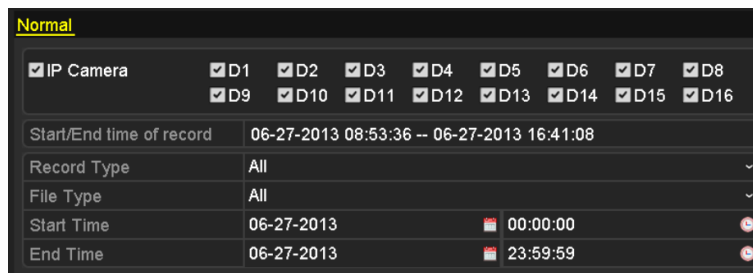 Normal
IP Camera D1 D2 D3 D4 D5 D6 D7 D8
D9 D10 D11 D12 D13 D14 D15 D16
Start/End time of record 06-27-2013 08:53:36 -- 06-27-2013 16:41:08
Record Type All
File Type All
Start Time 06-27-2013 00:00:00
End Time 06-27-2013 23:59:59